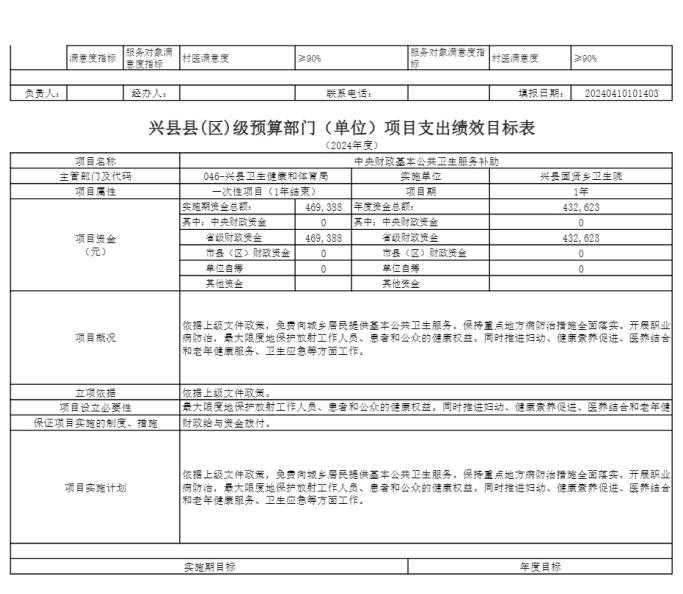 满意度指标 服务对象满意度指标 村医满意度 ≥90% 服务对象满意度指标 村医满意度 ≥90%
负责人： 经办人： 联系电话： 填报日期： 20240410101403
兴县县(区)级预算部门（单位）项目支出绩效目标表
（2024年度）
项目名称 中央财政基本公共卫生服务补助
主管部门及代码 046-兴县卫生健康和体育局 实施单位 兴县固贤乡卫生院
项目属性 一次性项目（1年结束） 项目期 1年
项目资金（元） 实施期资金总额： 469,388 年度资金总额： 432,623
其中：中央财政资金 0 其中：中央财政资金 0
省级财政资金 469,388 省级财政资金 432,623
市县（区）财政资金 0 市县（区）财政资金 0
单位自筹 0 单位自筹 0
其他资金 其他资金
项目概况
依据上级文件政策，免费向城乡居民提供基本公共卫生服务。保持重点地方病防治措施全面落实。开展职业
病防治，最大限度地保护放射工作人员、患者和公众的健康权益。同时推进妇幼、健康素养促进、医养结合
和老年健康服务、卫生应急等方面工作。
立项依据 依据上级文件政策。
项目设立必要性 最大限度地保护放射工作人员、患者和公众的健康权益。同时推进妇幼、健康素养促进、医养结合和老年健
保证项目实施的制度、措施 财政给与资金拨付。
项目实施计划
依据上级文件政策，免费向城乡居民提供基本公共卫生服务。保持重点地方病防治措施全面落实。开展职业
病防治，最大限度地保护放射工作人员、患者和公众的健康权益。同时推进妇幼、健康素养促进、医养结合
和老年健康服务、卫生应急等方面工作。
实施期目标 年度目标